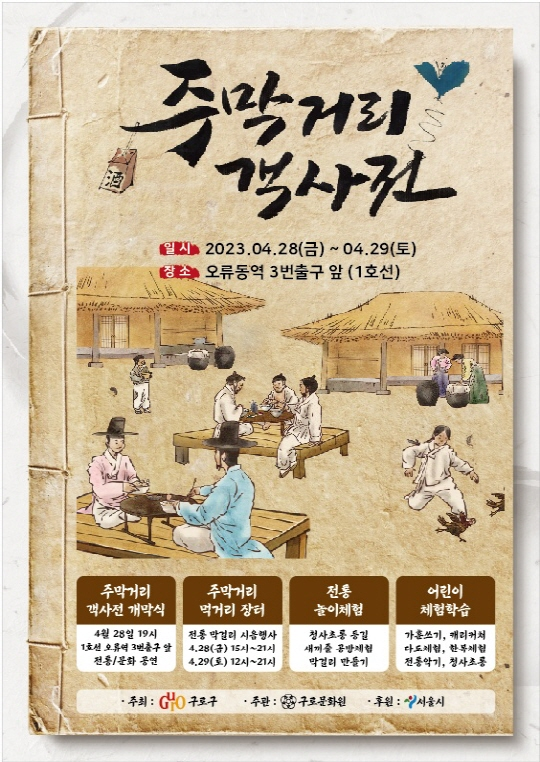 주막거리
객사전
酒
일시 2023.04.28(금) ~ 04.29(토)
장소 오류동역 3번출구 앞 (1호선)
주막거리
객사전 개막식
4월 28일 19시
1호선 오류역 3번출구 앞
전통/문화 공연
주막거리
먹거리 장터
전통 막걸리 시음행사
4.28(금) 15시~21시
4.29(토) 12시~21시
전통
놀이체험
청사초롱 등길
새끼줄 공방체험
막걸리 만들기
어린이
체험학습
가훈쓰기, 캐리커쳐
다도체험, 한복체험
전통악기, 청사초롱
· 주최 : GuRO 구로구 · 주관 : 구로문화원 · 후원 : 서울시